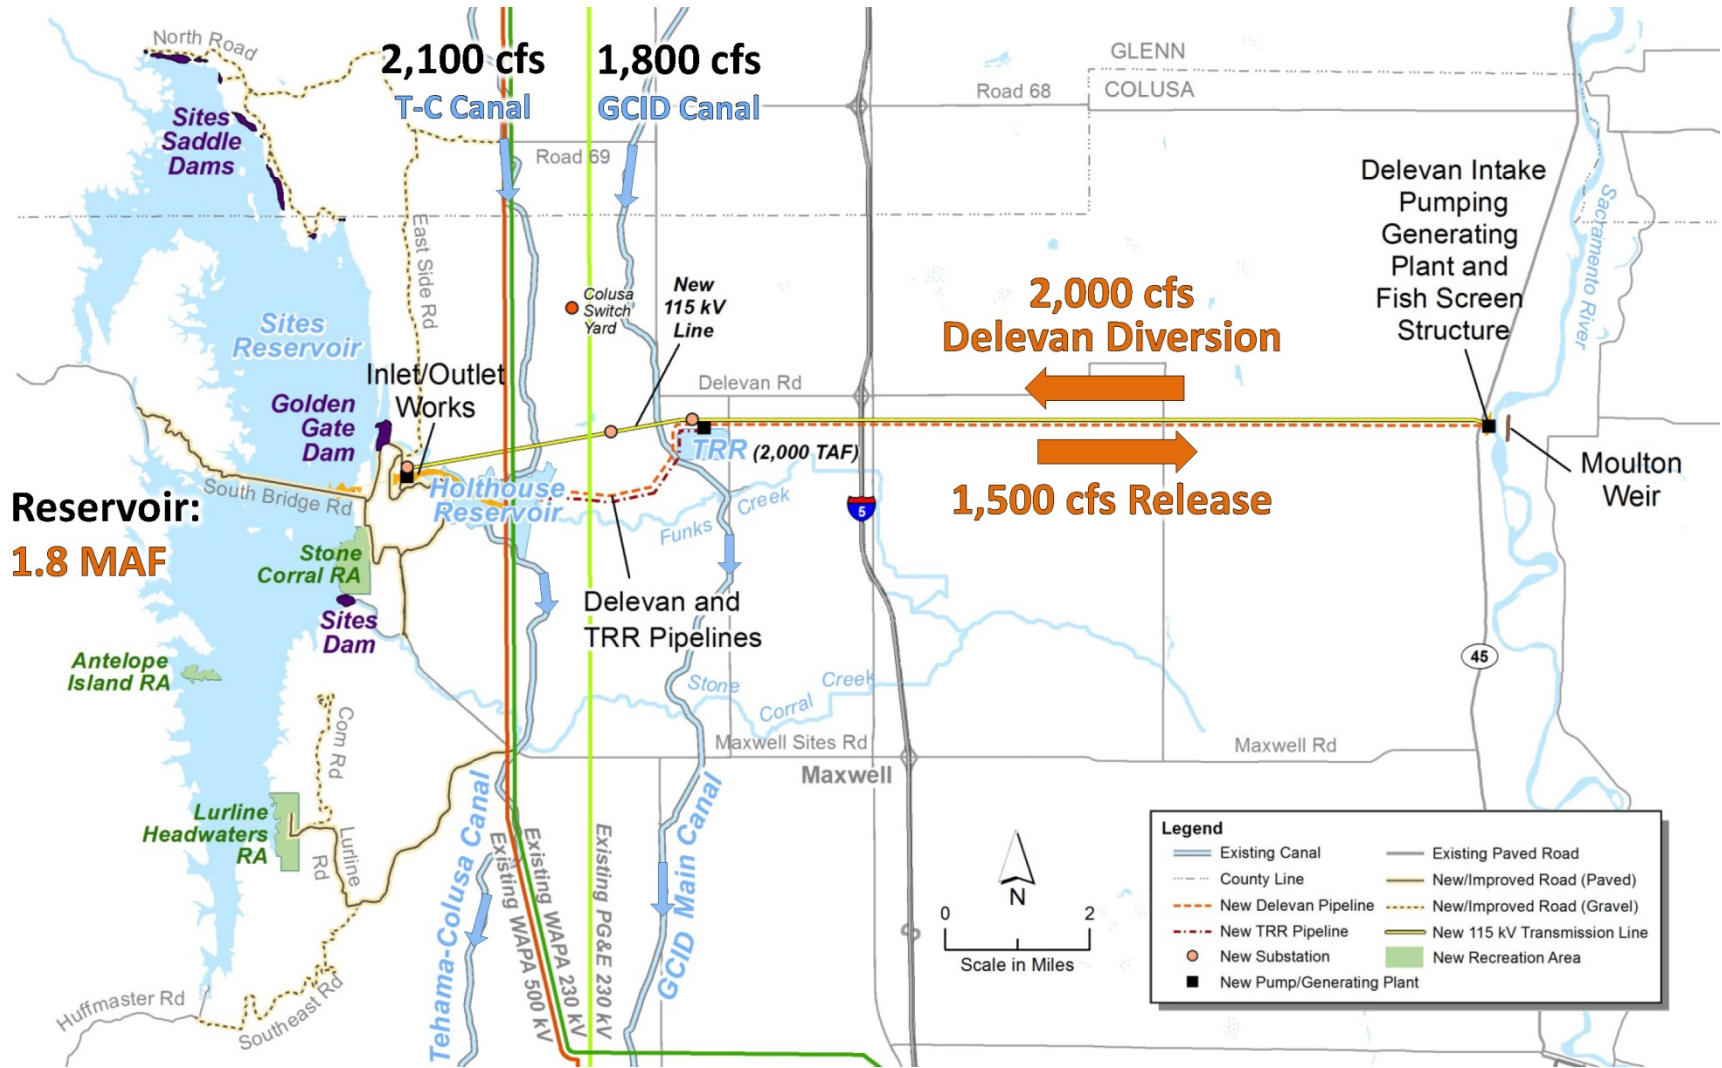 North Road
2,100 cfs
T-C Canal
1,800 cfs
GCID Canal
GLENN
COLUSA
Road 68
Sites
Saddle
Dams
Road 69
East Side Rd
Delevan Intake
Pumping
Generating
Plant and
Fish Screen
Structure
Sacramento River
Colusa
Switch
Yard
New
115 kV
Line
2,000 cfs
Delevan Diversion
Sites
Reservoir
Inlet/Outlet
Works
Delevan Rd
Golden
Gate
Dam
TRR (2,000 TAF)
1,500 cfs Release
Moulton
Weir
South Bridge Rd
Holthouse
Reservoir
Funks
Creek
5
Reservoir:
1.8 MAF
Stone
Corral RA
Sites
Dam
Delevan and
TRR Pipelines
Antelope
Island RA
45
Stone
Corral
Creek
Com Rd
Maxwell Sites Rd
Maxwell
Maxwell Rd
Lurline
Headwaters
RA
Lurline
Rd
Tehama-Colusa Canal
Existing WAPA 500 kV
Existing WAPA 230 kV
Existing PG&E 230 kV
GCID Main Canal
Huffmaster Rd
Southeast Rd
N
0
2
Scale in Miles
Legend
Existing Canal
County Line
New Delevan Pipeline
New TRR Pipeline
New Substation
New Pump/Generating Plant
Existing Paved Road
New/Improved Road (Paved)
New/Improved Road (Gravel)
New 115 kV Transmission Line
New Recreation Area